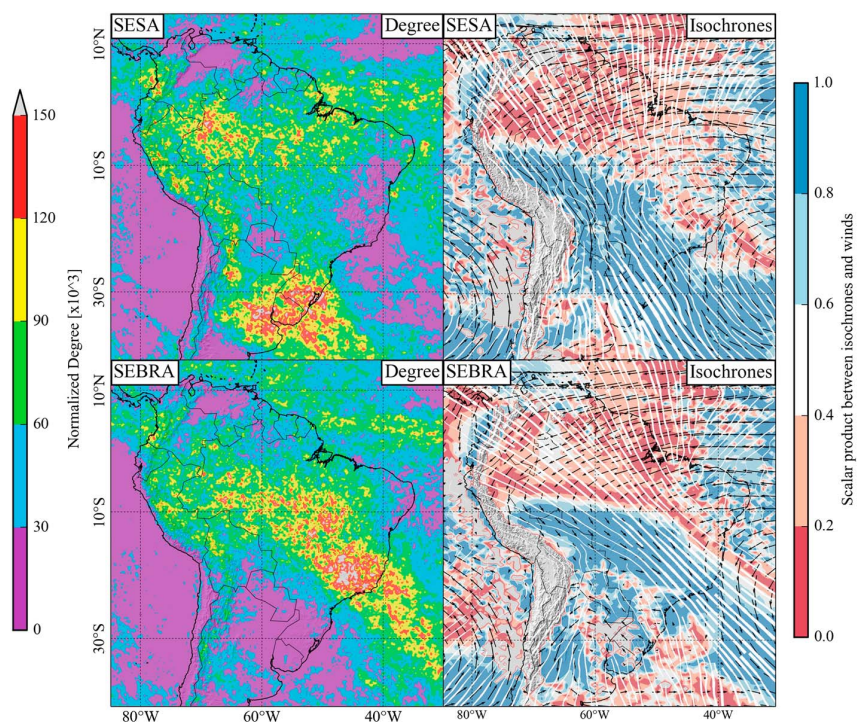 SESA
Degree
SESA
Isochrones
10°N
10°S
30°S
150
120
90
60
30
0
Normalized Degree [x10^3]
1.0
0.8
0.6
0.4
0.2
0.0
Scalar product between isochrones and winds
SEBRA
Degree
SEBRA
Isochrones
10°N
10°S
30°S
85°W
60°W
40°W
85°W
60°W
40°W